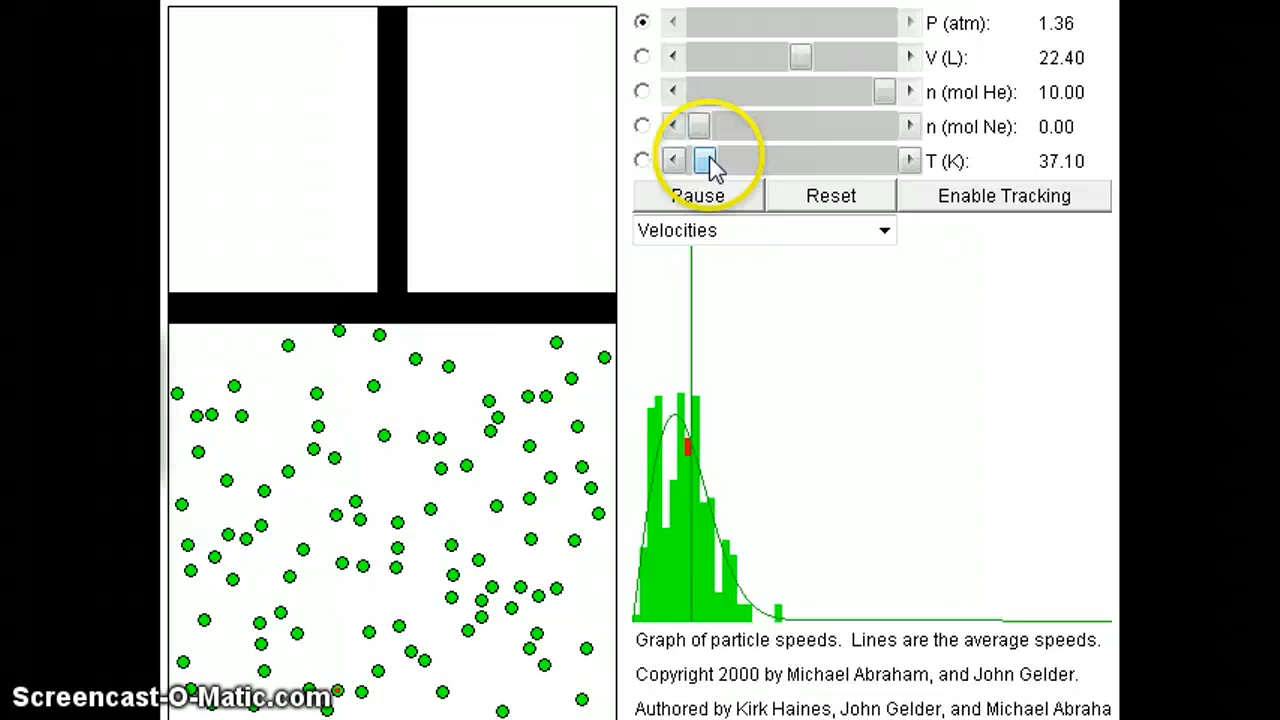 P (atm): 1.36
V (L): 22.40
n (mol He): 10.00
n (mol Ne): 0.00
T (K): 37.10
Pause Reset Enable Tracking
Velocities
Graph of particle speeds. Lines are the average speeds.
Copyright 2000 by Michael Abraham, and John Gelder.
Authored by Kirk Haines, John Gelder, and Michael Abraha
Screencast-O-Matic.com